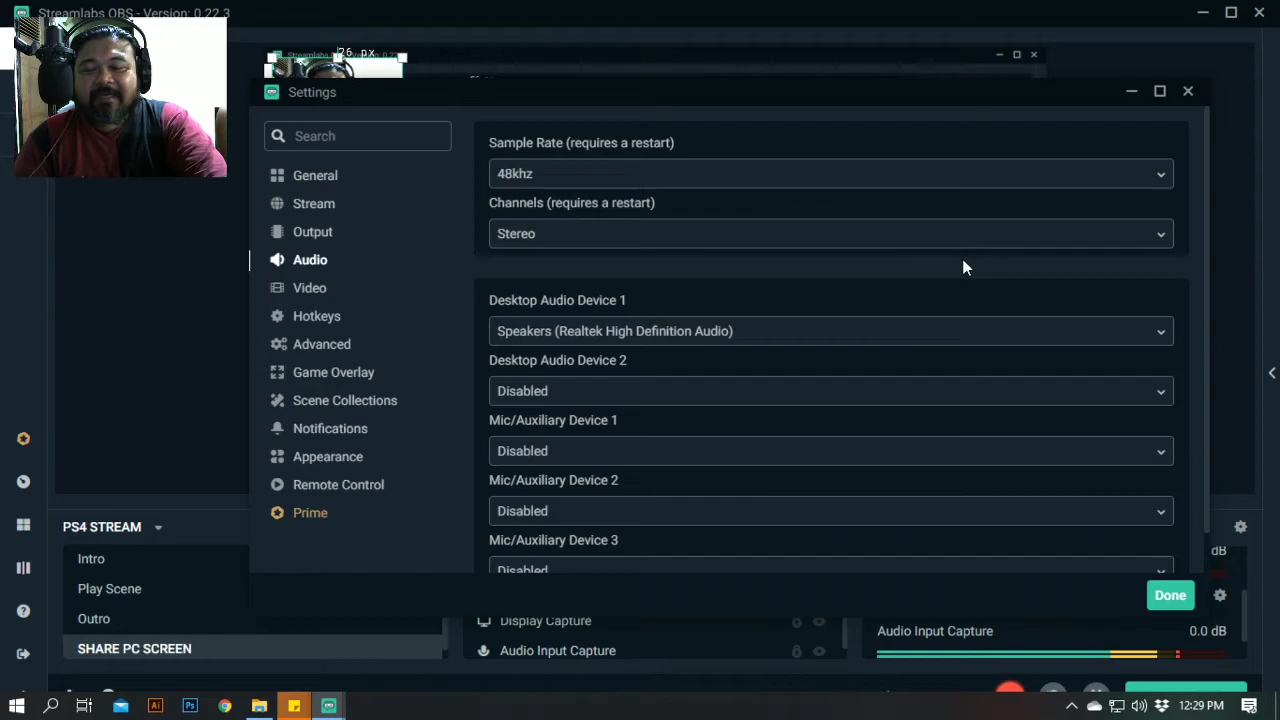 Streamlabs OBS - Version: 0.22.3
26 px
Settings
Search
General
Stream
Output
Audio
Video
Hotkeys
Advanced
Game Overlay
Scene Collections
Notifications
Appearance
Remote Control
Prime
Sample Rate (requires a restart)
48khz
Channels (requires a restart)
Stereo
Desktop Audio Device 1
Speakers (Realtek High Definition Audio)
Desktop Audio Device 2
Disabled
Mic/Auxiliary Device 1
Disabled
Mic/Auxiliary Device 2
Disabled
Mic/Auxiliary Device 3
Disabled
Done
PS4 STREAM
Intro
Play Scene
Outro
SHARE PC SCREEN
Display Capture
Audio Input Capture
dB
Audio Input Capture 0.0 dB
Ai
Ps
12:29 PM